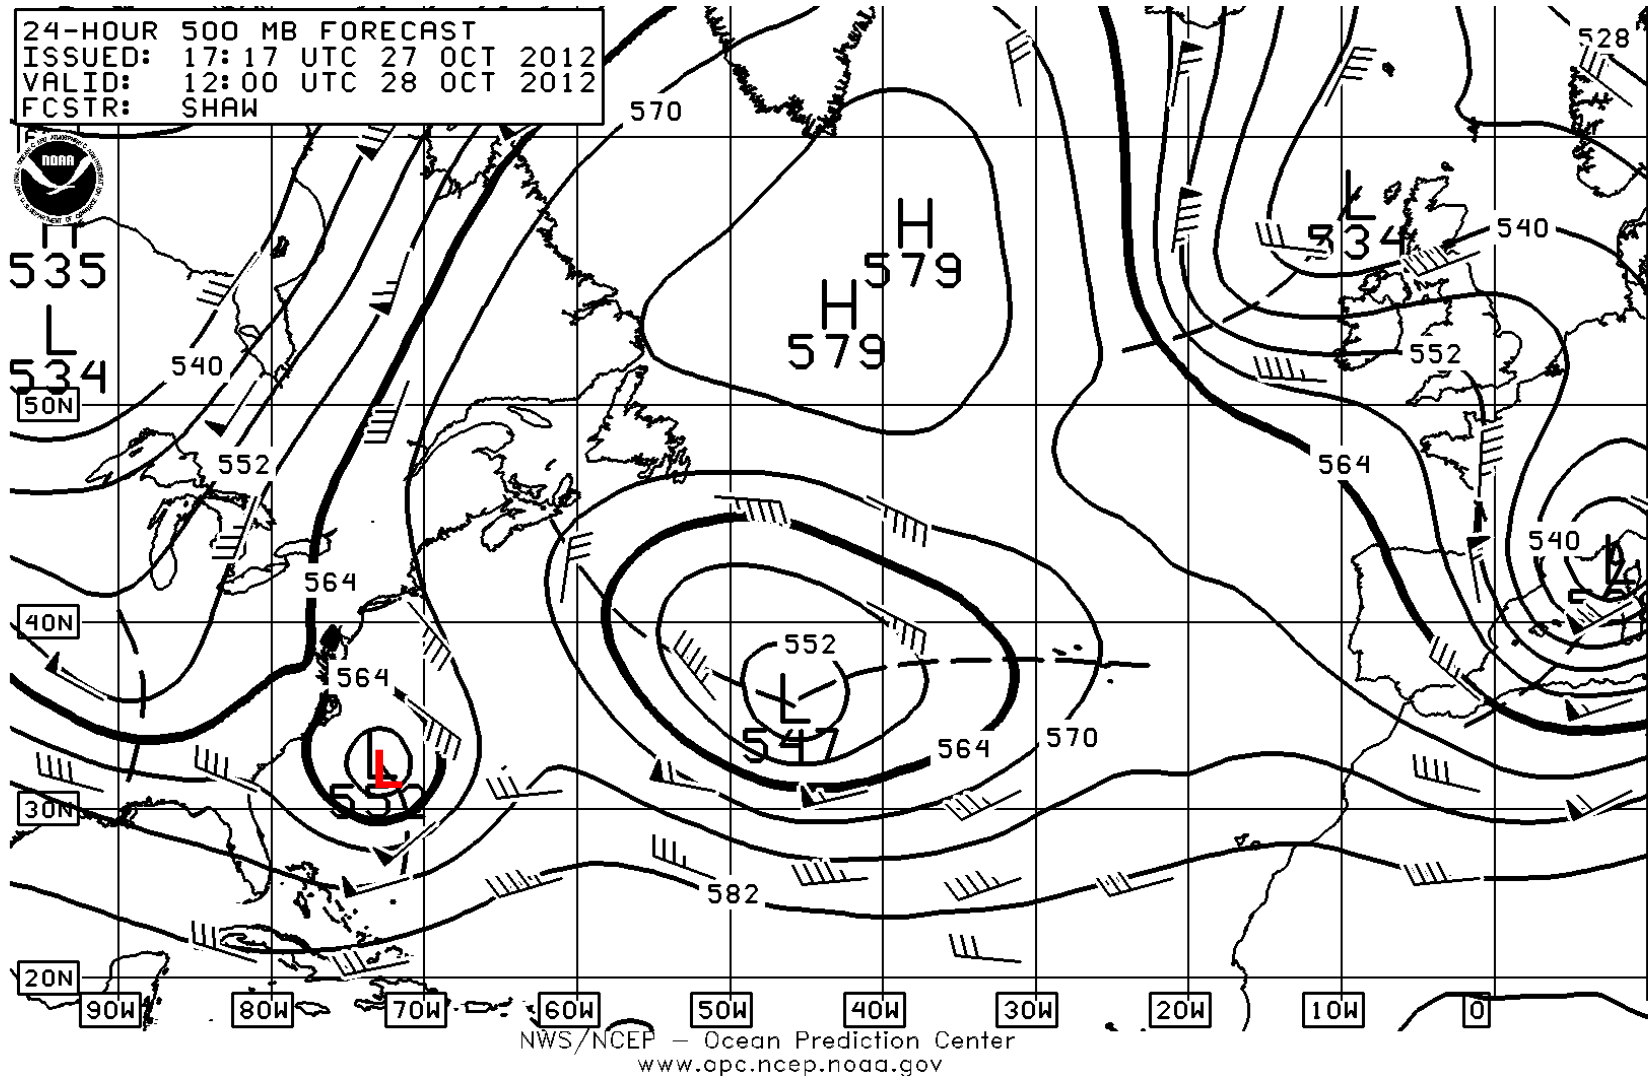 24-HOUR 500 MB FORECAST
ISSUED: 17:17 UTC 27 OCT 2012
VALID: 12:00 UTC 28 OCT 2012
FCSTR: SHAW
528
570
NOAA
H
535
L
534
H
579
H
579
L
534
540
540
552
552
50N
552
564
564
540
L
40N
564
552
564
L
547
564
570
L
L
552
30N
582
20N
90W 80W 70W 60W 50W 40W 30W 20W 10W 0
NWS/NCEP – Ocean Prediction Center
www.opc.ncep.noaa.gov